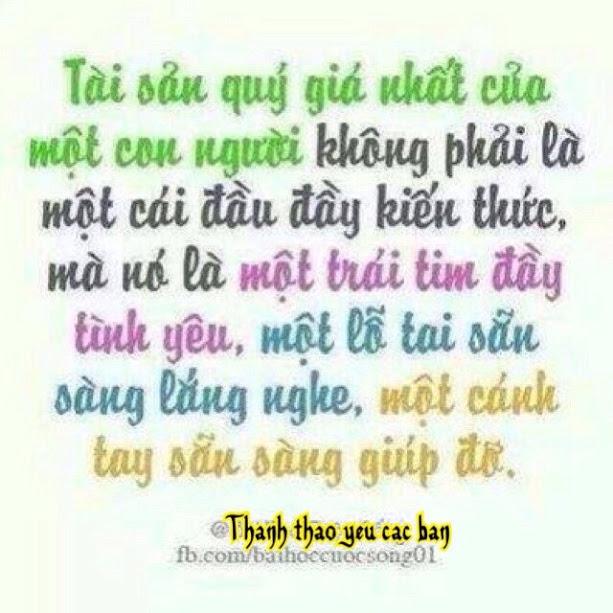 Tài sản quý giá nhất của
một con người không phải là
một cái đầu đầy kiến thức,
mà nó là một trái tim đầy
tình yêu, một lỗ tai sẵn
sàng lắng nghe, một cánh
tay sẵn sàng giúp đỡ.
@
Thanh thao yeu cac ban
fb.com/baihoccuocsong01